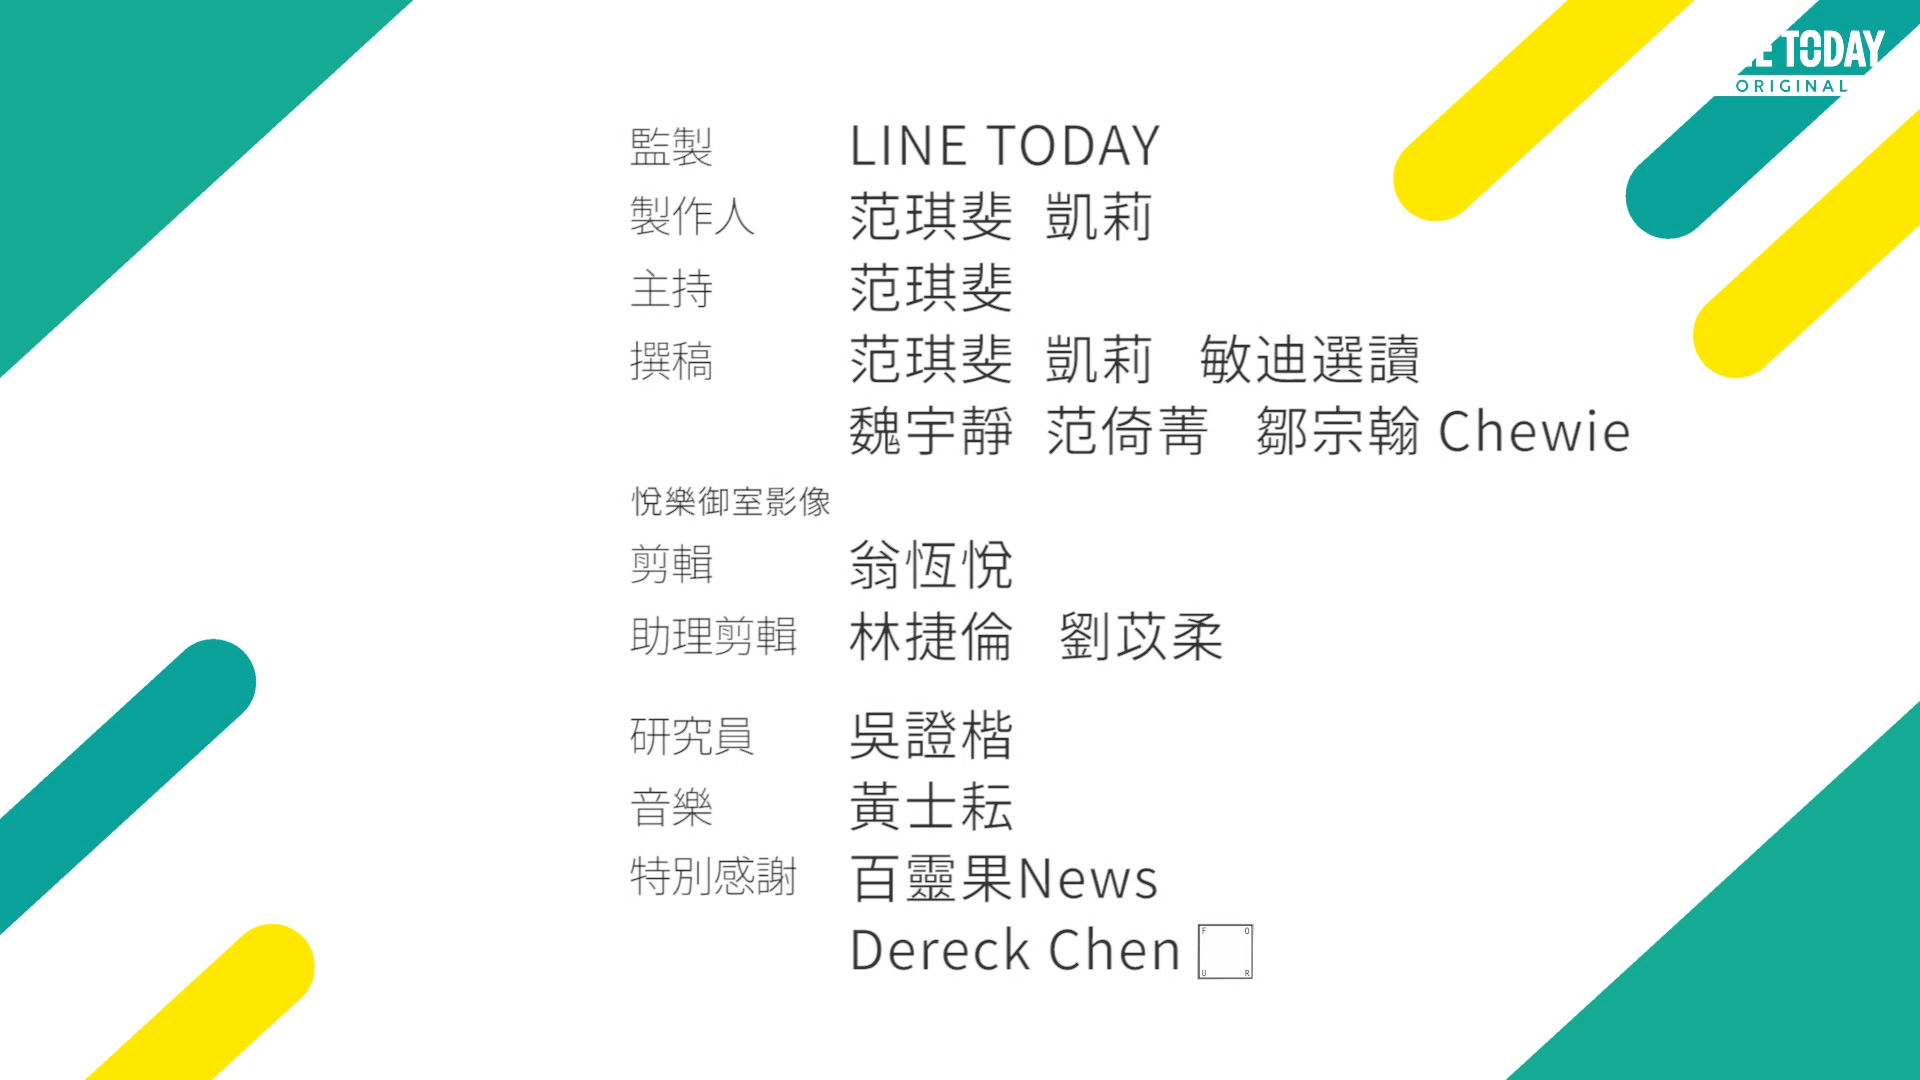 E TODAY
ORIGINAL
監製 LINE TODAY
製作人 范琪斐 凱莉
主持 范琪斐
撰稿 范琪斐 凱莉 敏迪選讀
魏宇靜 范倚菁 鄒宗翰 Chewie
悅樂御室影像
剪輯 翁恆悅
助理剪輯 林捷倫 劉苡柔
研究員 吳證楷
音樂 黃士耘
特別感謝 百靈果News
Dereck Chen FOUR